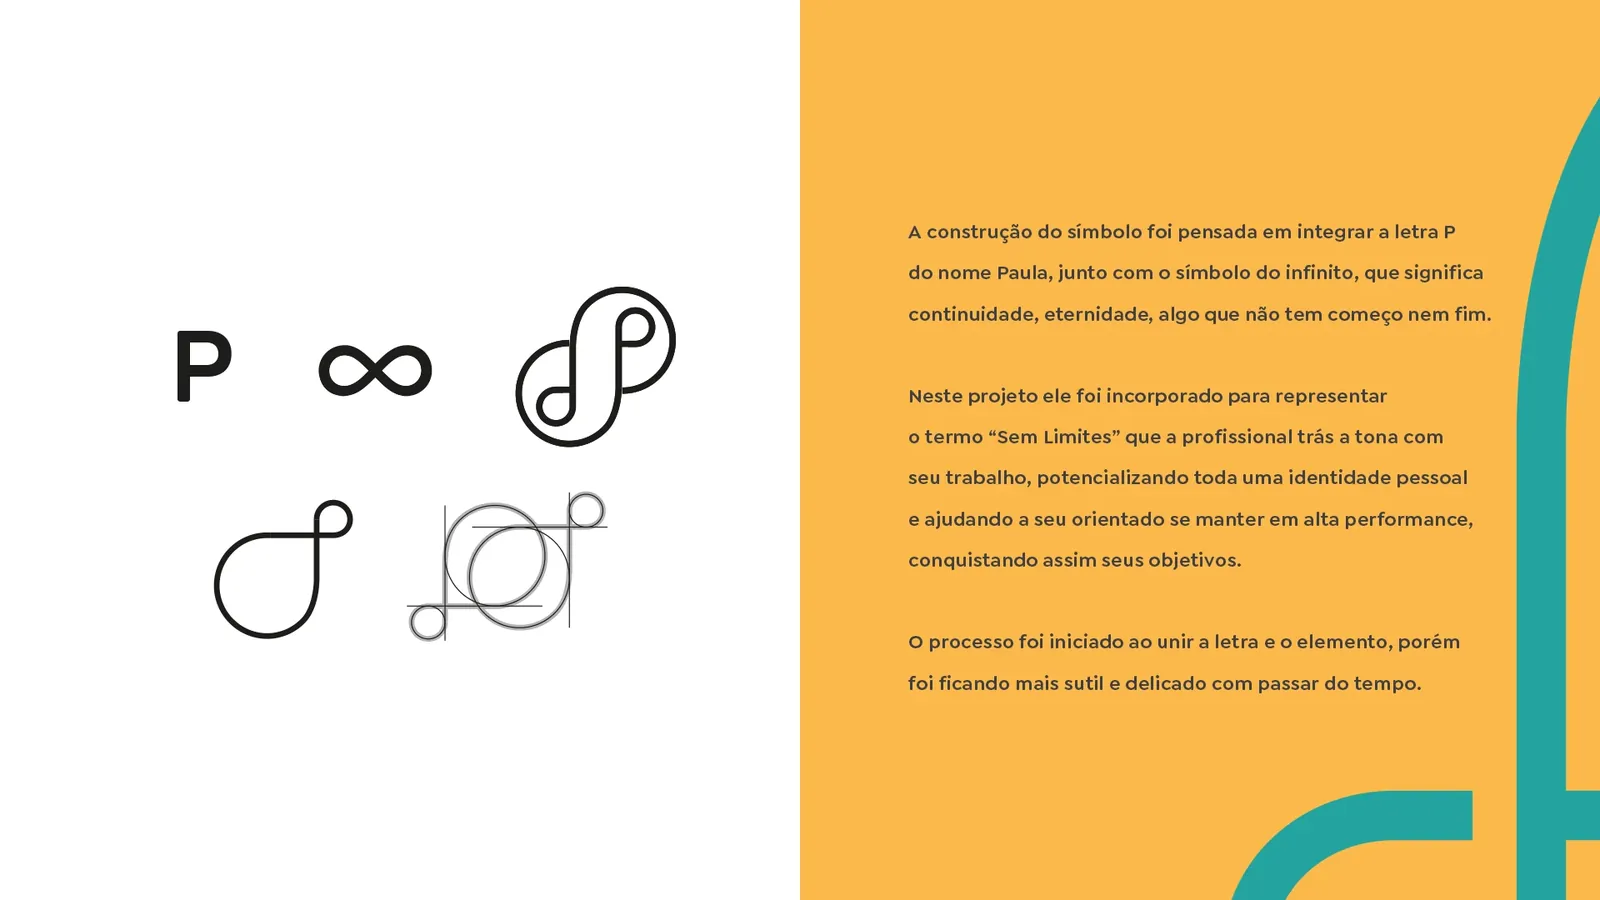 P ∞
A construção do símbolo foi pensada em integrar a letra P
do nome Paula, junto com o símbolo do infinito, que significa
continuidade, eternidade, algo que não tem começo nem fim.
Neste projeto ele foi incorporado para representar
o termo “Sem Limites” que a profissional trás a tona com
seu trabalho, potencializando toda uma identidade pessoal
e ajudando a seu orientado se manter em alta performance,
conquistando assim seus objetivos.
O processo foi iniciado ao unir a letra e o elemento, porém
foi ficando mais sutil e delicado com passar do tempo.